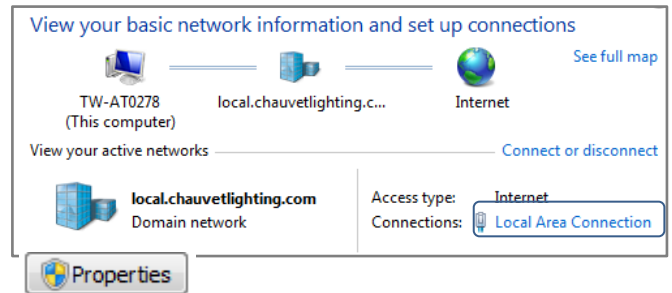 View your basic network information and set up connections
See full map
TW-AT0278
(This computer)
local.chauvetlighting.c...
Internet
View your active networks
Connect or disconnect
local.chauvetlighting.com
Domain network
Access type: Internet
Connections: Local Area Connection
Properties